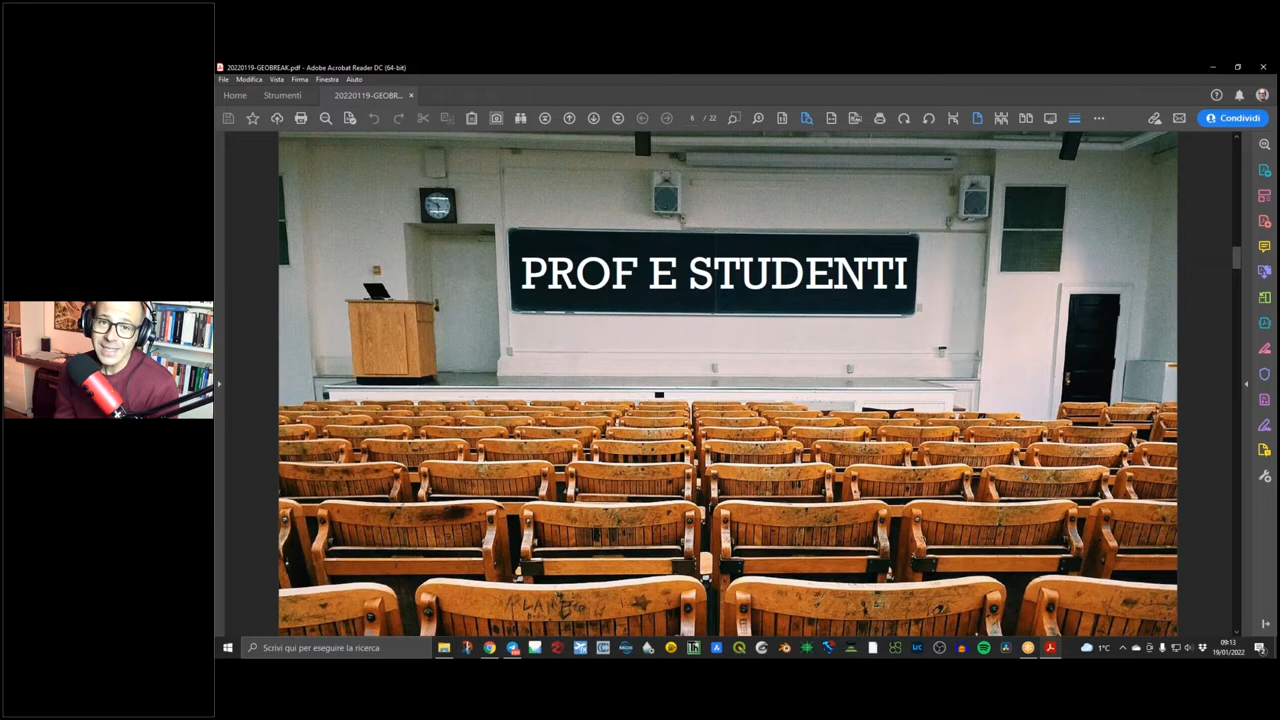 20220119-GEOBREAK.pdf - Adobe Acrobat Reader DC (64-bit)
File Modifica Vista Firma Finestra Aiuto
Home Strumenti 20220119-GEOBR... ×
6 / 22
Condividi
PROF E STUDENTI
Scrivi qui per eseguire la ricerca
1°C
09:13
19/01/2022